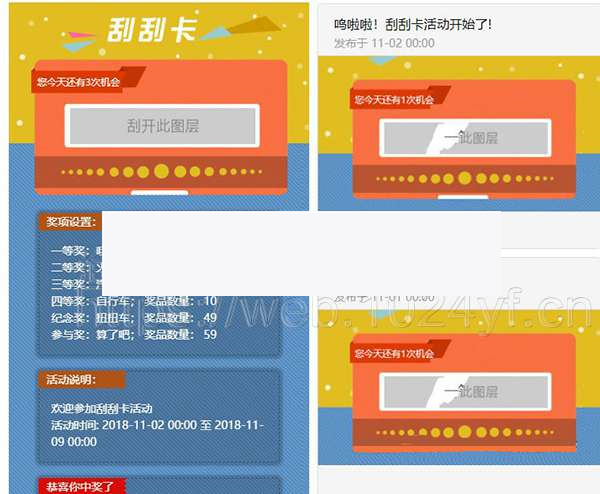 刮刮卡
您今天还有3次机会
刮开此图层
奖项设置:
一等奖:
二等奖:
三等奖:
四等奖: 自行车; 奖品数量: 10
纪念奖: 扭扭车; 奖品数量: 49
参与奖: 算了吧; 奖品数量: 59
活动说明:
欢迎参加刮刮卡活动
活动时间: 2018-11-02 00:00 至 2018-11-
09 00:00
恭喜你中奖了
呜啦啦! 刮刮卡活动开始了!
发布于 11-02 00:00
您今天还有1次机会
一 此图层
发布于 11-01 00:00
您今天还有1次机会
一 此图层
https://web.1024yf.cn